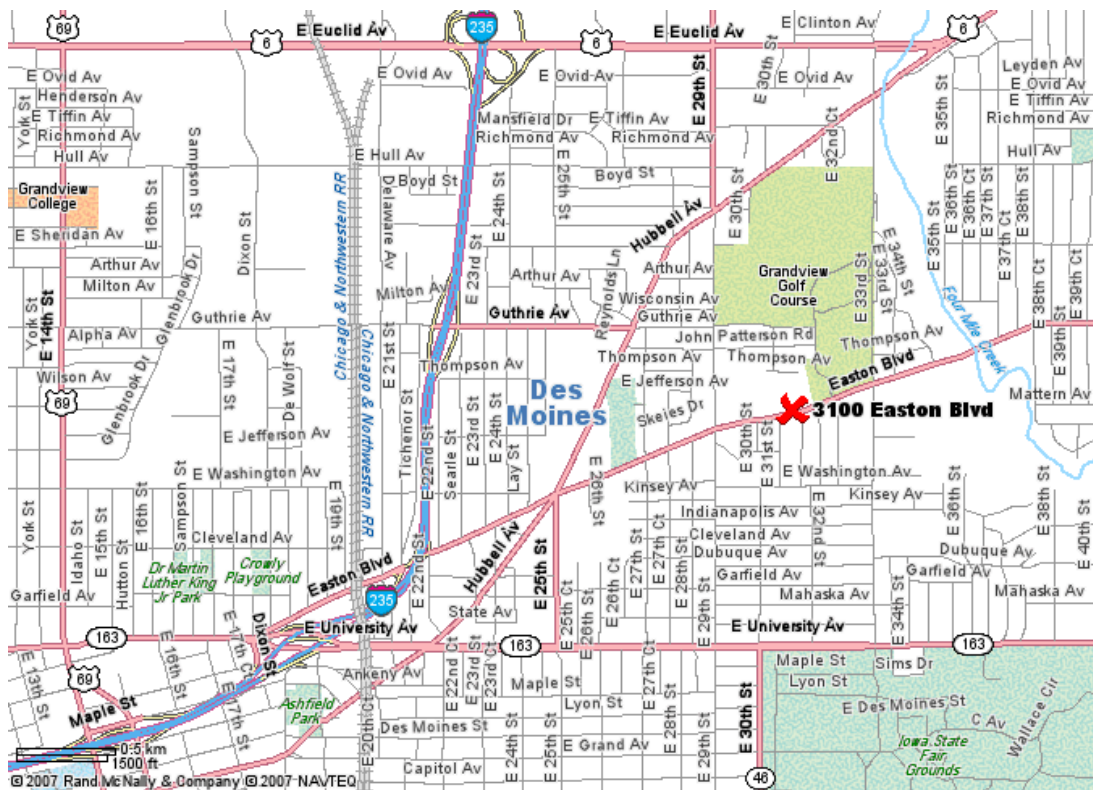 69
235
E Euclid Av
E Euclid Av
E Clinton Av
6
6
6
E Ovid Av
Henderson Av
E Tiffin Av
Richmond Av
Hull Av
York St
Sampson St
E Ovid Av
E Ovid Av
E 29th St
E 30th St
E Ovid Av
Leyden Av
E Ovid Av
E Tiffin Av
Richmond Av
E 35th St
Mansfield Dr
E Tiffin Av
Richmond Av
Richmond Av
E 32nd Ct
Hull Av
E Hull Av
Boyd St
E 25th St
Boyd St
Grandview
College
E 16th St
Dixon St
Chicago & Northwestern RR
Delaware Av
E 24th St
E 30th St
E 36th St
E 36th Ct
E 37th St
E 38th St
E Sheridan Av
Hubbell Av
E 35th St
E 37th Ct
E 34th St
E 33rd St
E 33rd St
Arthur Av
Milton Av
Glenbrook Dr
Milton Av
E 23rd St
Arthur Av
Reynolds Ln
Arthur Av
Wisconsin Av
Guthrie Av
Grandview
Golf
Course
Four Mile Creek
E 38th Ct
E 39th Ct
York St
E 14th St
Alpha Av
Guthrie Av
Guthrie Av
John Patterson Rd
Thompson Av
Wilson Av
Glenbrook Dr
E 17th St
De Wolf St
Chicago & Northwestern RR
E 21st St
Thompson Av
Thompson Av
Thompson Av
E Jefferson Av
Easton Blvd
E 39th St
Mattern Av
69
Des
Moines
Skeies Dr
3100 Easton Blvd
E Jefferson Av
Tichenor St
E 22nd St
Searle St
E 23rd St
E 24th St
Lay St
E 30th St
E 31st St
E Washington Av
E 26th St
E Washington Av
Kinsey Av
Kinsey Av
York St
Idaho St
E 15th St
Hutton St
E 16th St
Sampson St
E 19th St
Cleveland Av
E 22nd St
Hubbell Av
E 25th St
Indianapolis Av
Cleveland Av
Dubuque Av
E 32nd St
E 36th St
E 38th St
40th St
Dubuque Av
Dr Martin
Luther King
Jr Park
Crowly
Playground
Easton Blvd
E 27th St
E 27th Ct
E 28th St
Garfield Av
235
E 25th Ct
E 26th Ct
Garfield Av
Garfield Av
State Av
Mahaska Av
Mahaska Av
E 34th St
163
Dixon St
E 17th Ct
E University Av
163
E 26th St
E 29th St
E University Av
163
E 13th St
E 16th St
E 17th St
69
Ankeny Av
E 22nd Ct
E 23rd St
E 23rd Ct
Maple St
E 27th Ct
Maple St
Sims Dr
Lyon St
Maple St
Ashfield
Park
Lyon St
E Des Moines St
C Av
Wallace Cir
Des Moines St
E 20th Ct
E 24th St
E 25th St
E 28th St
E 29th St
E 30th St
E Grand Av
Iowa State
Fair
Grounds
0.5 km
1500 ft
Capitol Av
46
© 2007 Rand McNally & Company © 2007 NAVTEQ